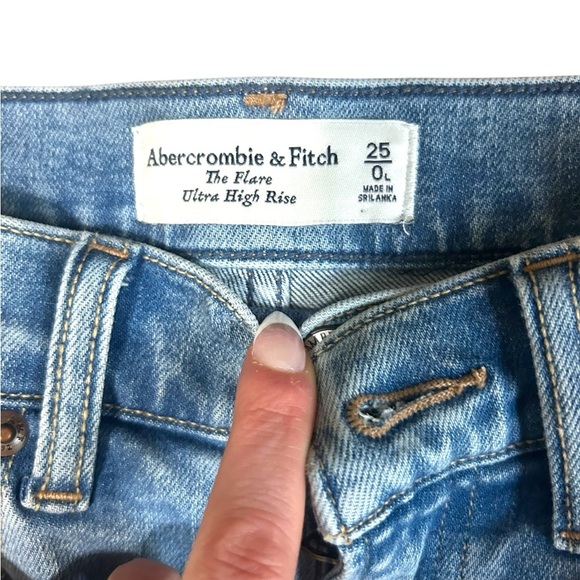 Abercrombie & Fitch
The Flare
Ultra High Rise
25
0L
MADE IN
SRI LANKA